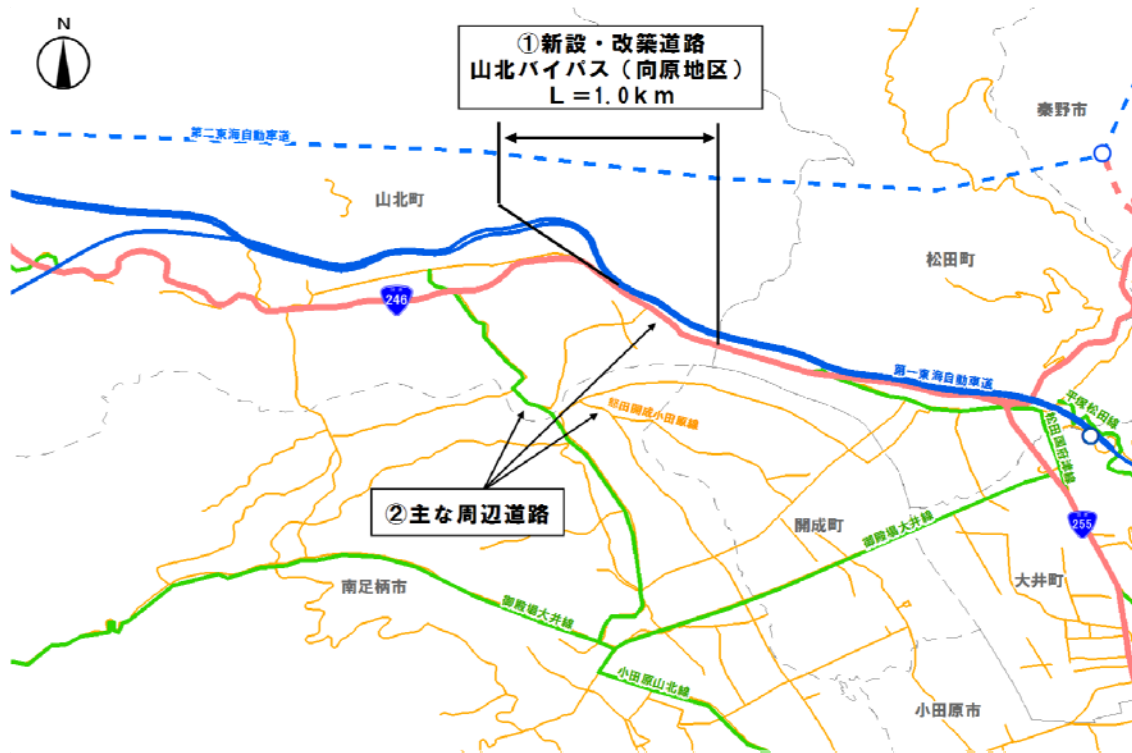 N
①新設・改築道路
山北バイパス（向原地区）
L＝1.0km
秦野市
第二東海自動車道
山北町
松田町
246
第一東海自動車道
平塚松田線
松田国府津線
開成小田原線
②主な周辺道路
開成町
御殿場大井線
255
大井町
南足柄市
御殿場大井線
小田原山北線
小田原市